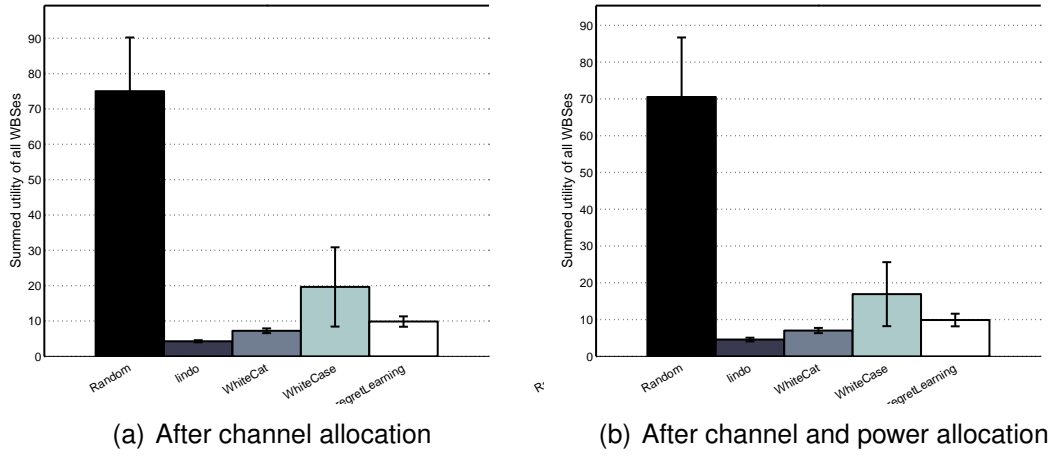 Summed utility of all WBSes
90
80
70
60
50
40
30
20
10
0
Random
lindo
WhiteCat
WhiteCase
regretLearning
(a) After channel allocation
Summed utility of all WBSes
90
80
70
60
50
40
30
20
10
0
Random
lindo
WhiteCat
WhiteCase
egretLearning
(b) After channel and power allocation